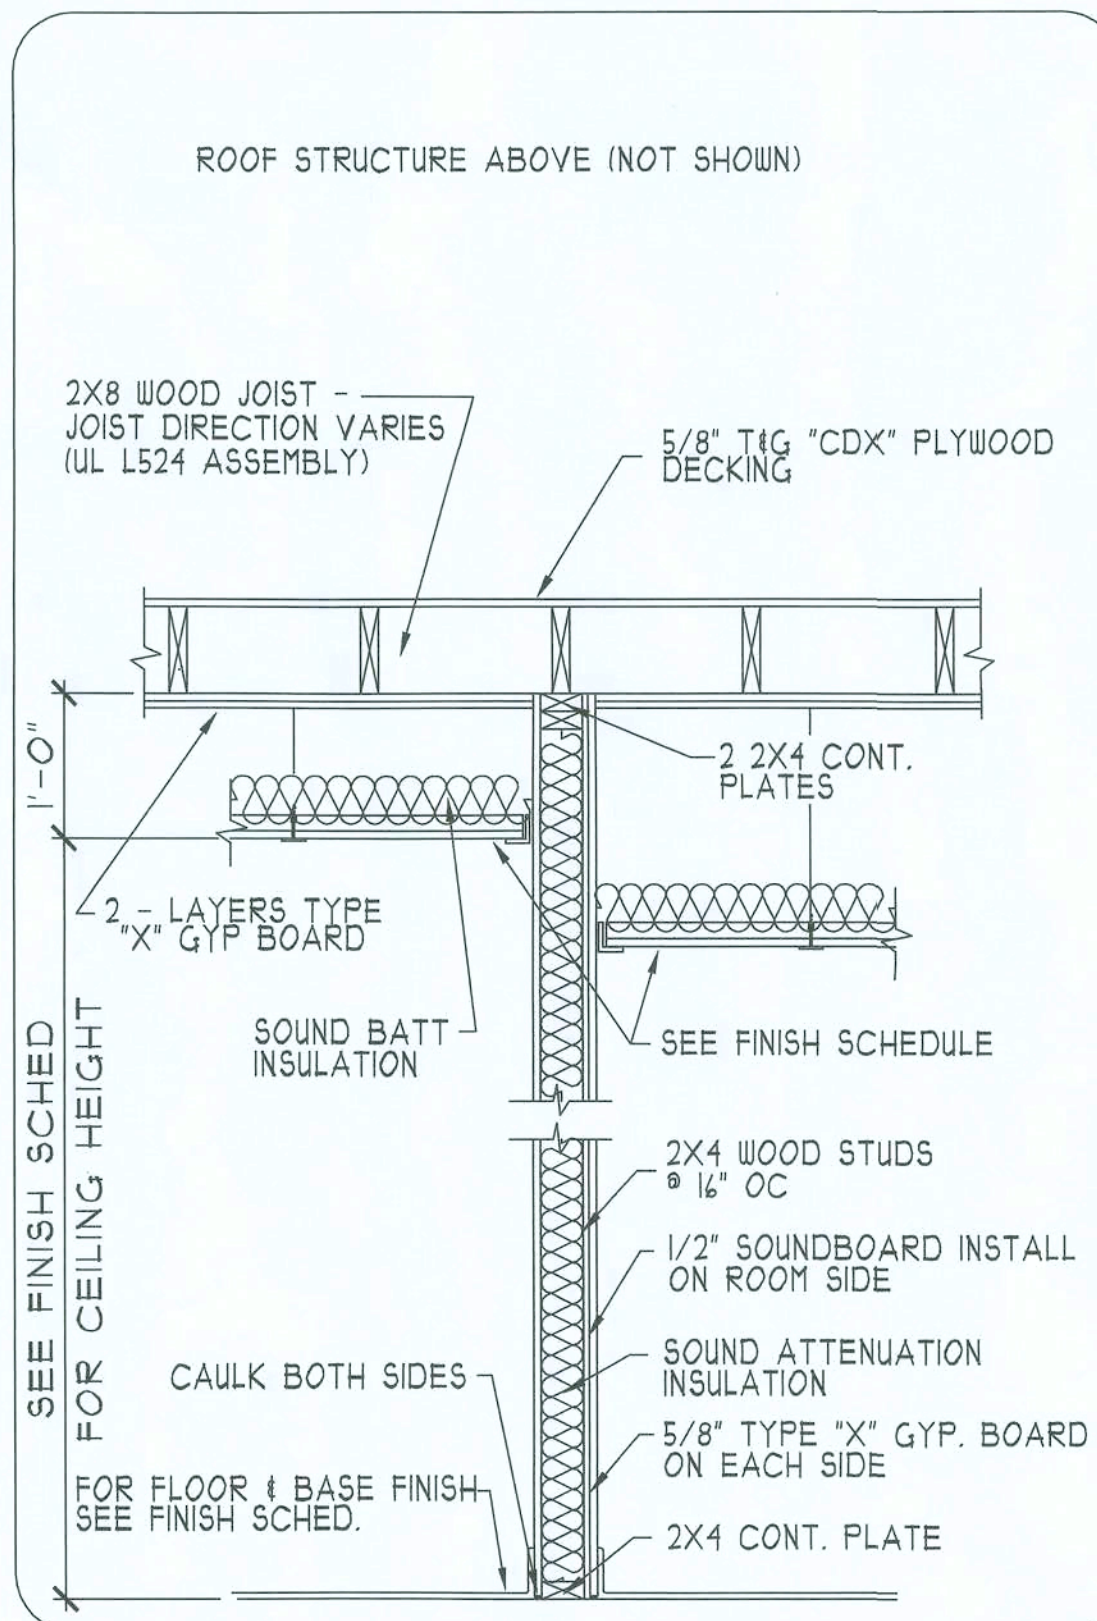 ROOF STRUCTURE ABOVE (NOT SHOWN)
2X8 WOOD JOIST -
JOIST DIRECTION VARIES
(UL L524 ASSEMBLY)
5/8" T&G "CDX" PLYWOOD
DECKING
1'-0"
2 2X4 CONT.
PLATES
2 - LAYERS TYPE
"X" GYP BOARD
SOUND BATT
INSULATION
SEE FINISH SCHEDULE
SEE FINISH SCHED
FOR CEILING HEIGHT
2X4 WOOD STUDS
@ 16" OC
1/2" SOUNDBOARD INSTALL
ON ROOM SIDE
CAULK BOTH SIDES
SOUND ATTENUATION
INSULATION
5/8" TYPE "X" GYP. BOARD
ON EACH SIDE
FOR FLOOR & BASE FINISH
SEE FINISH SCHED.
2X4 CONT. PLATE